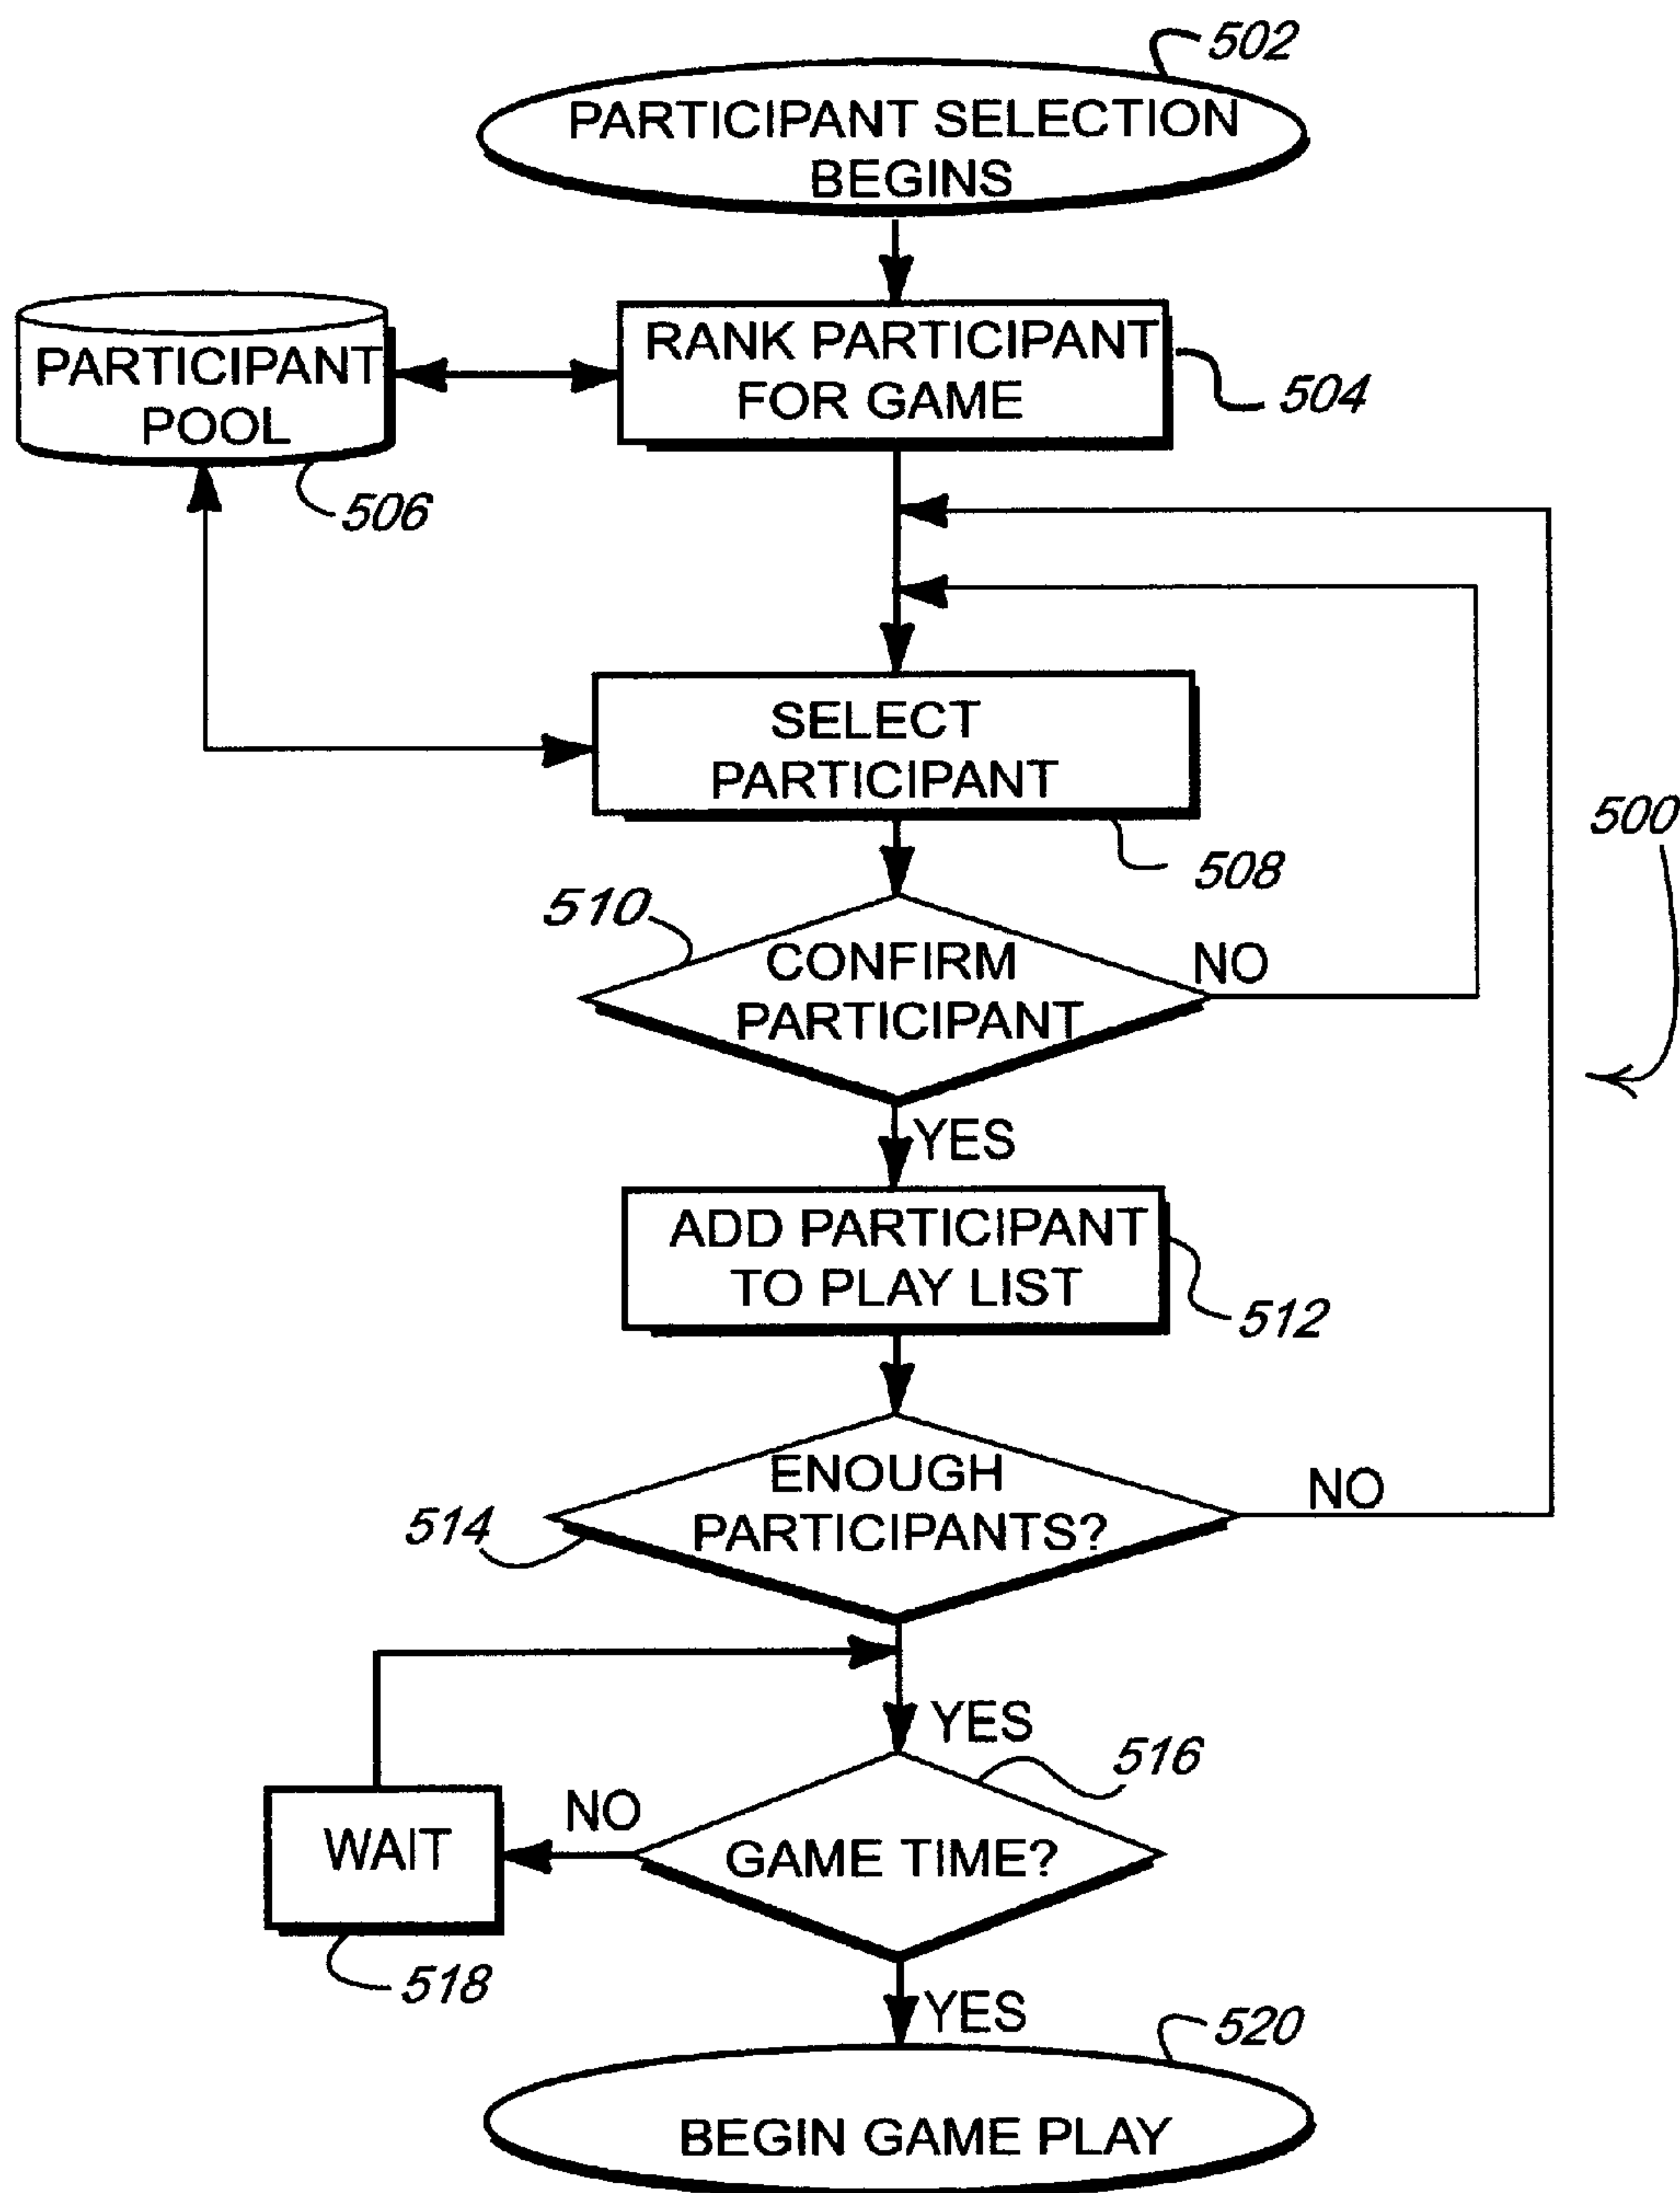 502
PARTICIPANT SELECTION
BEGINS
PARTICIPANT
POOL
506
RANK PARTICIPANT
FOR GAME
504
SELECT
PARTICIPANT
508
500
510
CONFIRM
PARTICIPANT
NO
YES
ADD PARTICIPANT
TO PLAY LIST
512
514
ENOUGH
PARTICIPANTS?
NO
YES
516
GAME TIME?
NO
WAIT
518
YES
520
BEGIN GAME PLAY